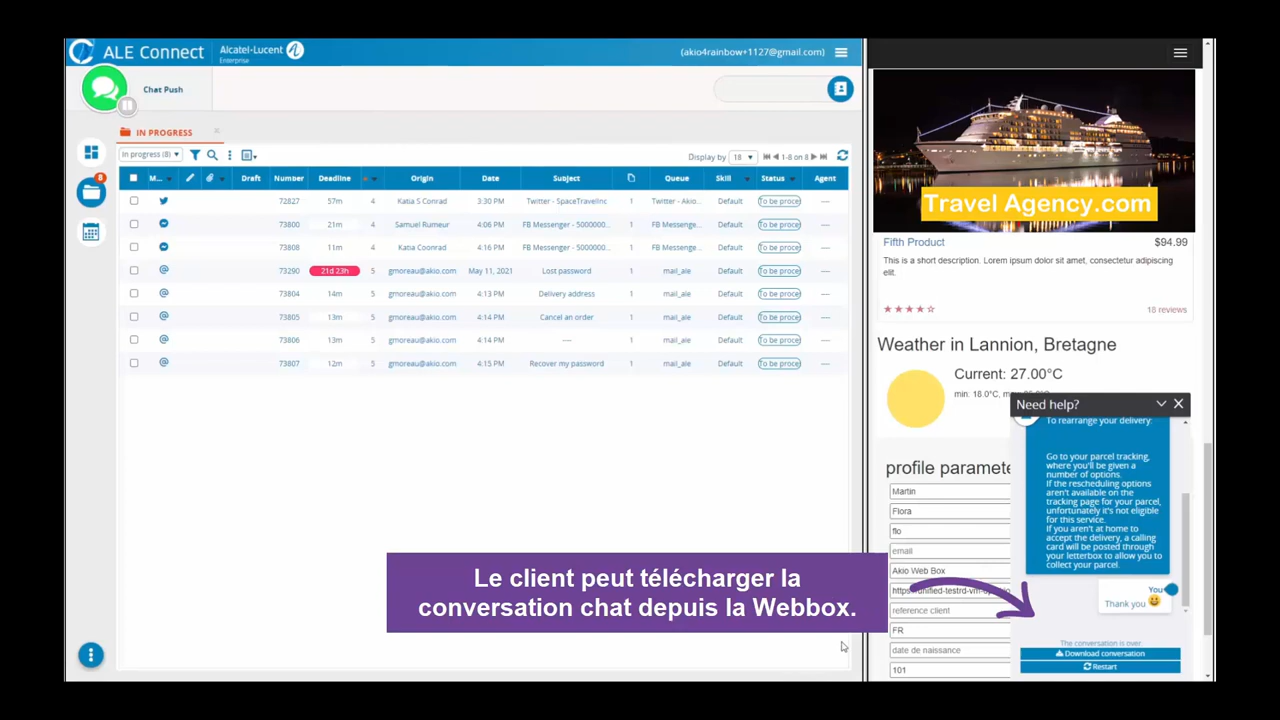 ALE Connect
Alcatel·Lucent
Enterprise
(akio4rainbow+1127@gmail.com)
Chat Push
IN PROGRESS
In progress (8)
Display by 18 1-8 on 8
M... Draft Number Deadline Origin Date Subject Queue Skill Status Agent
72827 57m 4 Katia S Conrad 3:30 PM Twitter - SpaceTravelInc 1 Twitter - Akio... Default To be proce ---
73800 21m 4 Samuel Rumeur 4:06 PM FB Messenger - 5000000... 1 FB Messenge... Default To be proce ---
73808 11m 4 Katia Coonrad 4:16 PM FB Messenger - 5000000... 1 FB Messenge... Default To be proce ---
73290 21d 23h 5 gmoreau@akio.com May 11, 2021 Lost password 1 mail_ale Default To be proce ---
73804 14m 5 gmoreau@akio.com 4:13 PM Delivery address 1 mail_ale Default To be proce ---
73805 13m 5 gmoreau@akio.com 4:14 PM Cancel an order 1 mail_ale Default To be proce ---
73806 13m 5 gmoreau@akio.com 4:14 PM --- 1 mail_ale Default To be proce ---
73807 12m 5 gmoreau@akio.com 4:15 PM Recover my password 1 mail_ale Default To be proce ---
8
Le client peut télécharger la
conversation chat depuis la Webbox.
Travel Agency.com
Fifth Product $94.99
This is a short description. Lorem ipsum dolor sit amet, consectetur adipiscing
elit.
18 reviews
Weather in Lannion, Bretagne
Current: 27.00°C
min: 18.0°C,
profile paramete
Martin
Flora
flo
email
Akio Web Box
reference client
FR
date de naissance
101
Need help?
To rearrange your delivery:
Go to your parcel tracking,
where you'll be given a
number of options.
If the rescheduling options
aren't available on the
tracking page for your parcel,
unfortunately it's not eligible
for this service.
If you aren't at home to
accept the delivery, a calling
card will be posted through
your letterbox to allow you to
collect your parcel.
You
Thank you
The conversation is over.
Download conversation
Restart